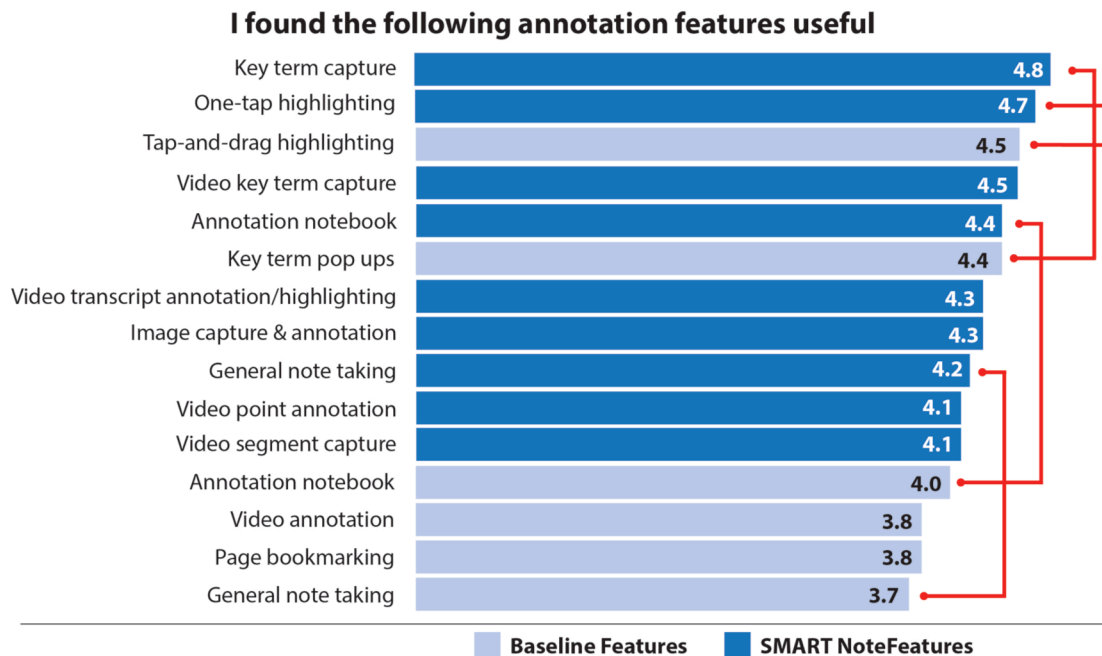 I found the following annotation features useful
Key term capture 4.8
One-tap highlighting 4.7
Tap-and-drag highlighting 4.5
Video key term capture 4.5
Annotation notebook 4.4
Key term pop ups 4.4
Video transcript annotation/highlighting 4.3
Image capture & annotation 4.3
General note taking 4.2
Video point annotation 4.1
Video segment capture 4.1
Annotation notebook 4.0
Video annotation 3.8
Page bookmarking 3.8
General note taking 3.7
Baseline Features SMART NoteFeatures